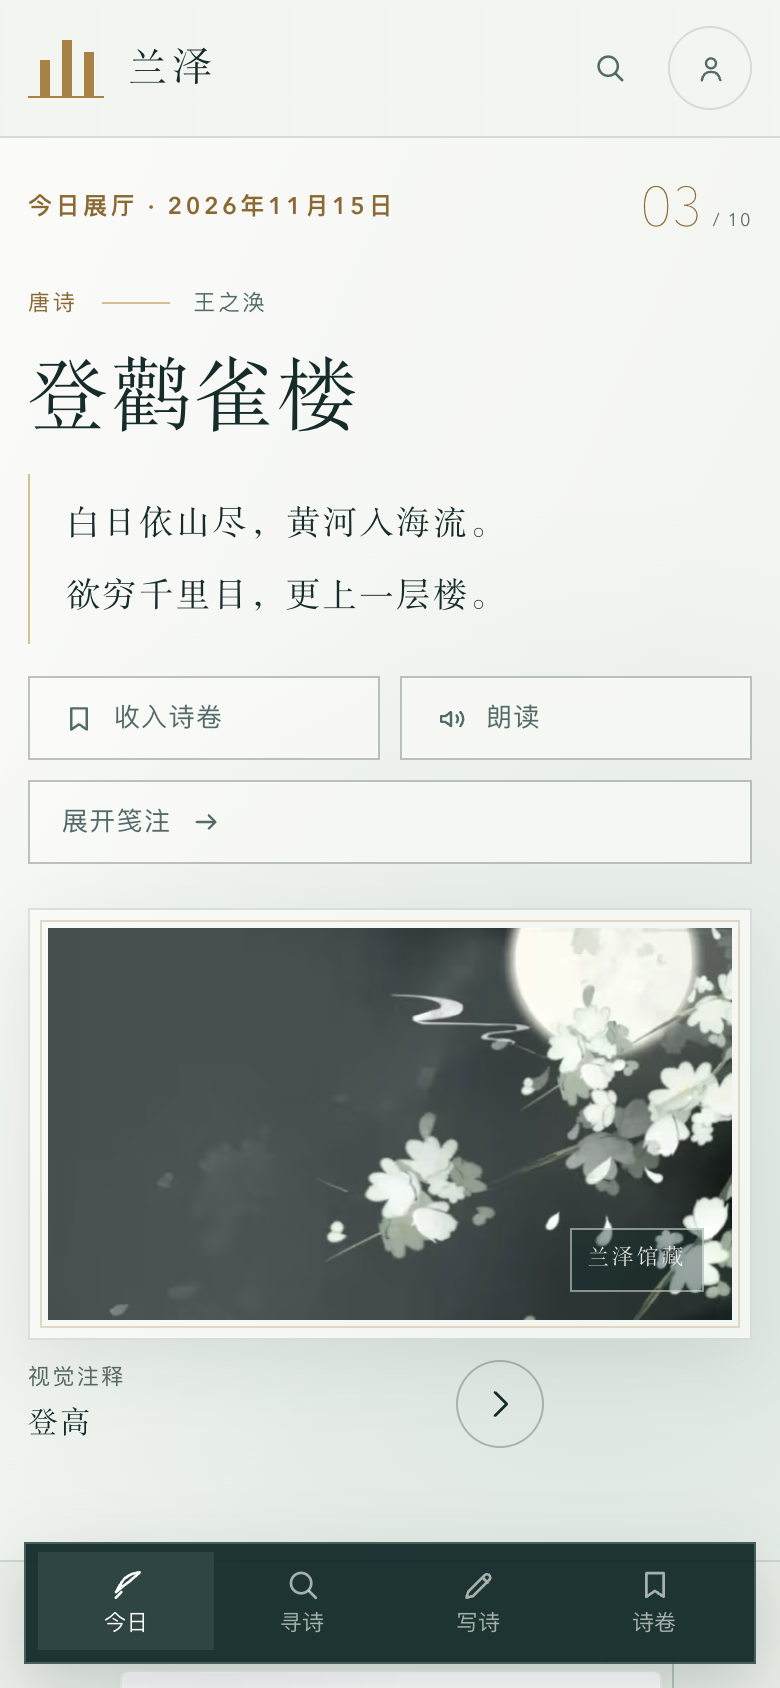 兰泽
今日展厅 · 2026年11月15日
03 / 10
唐诗 王之涣
登鹳雀楼
白日依山尽，黄河入海流。
欲穷千里目，更上一层楼。
收入诗卷
朗读
展开笺注 →
兰泽馆藏
视觉注释
登高
今日
寻诗
写诗
诗卷